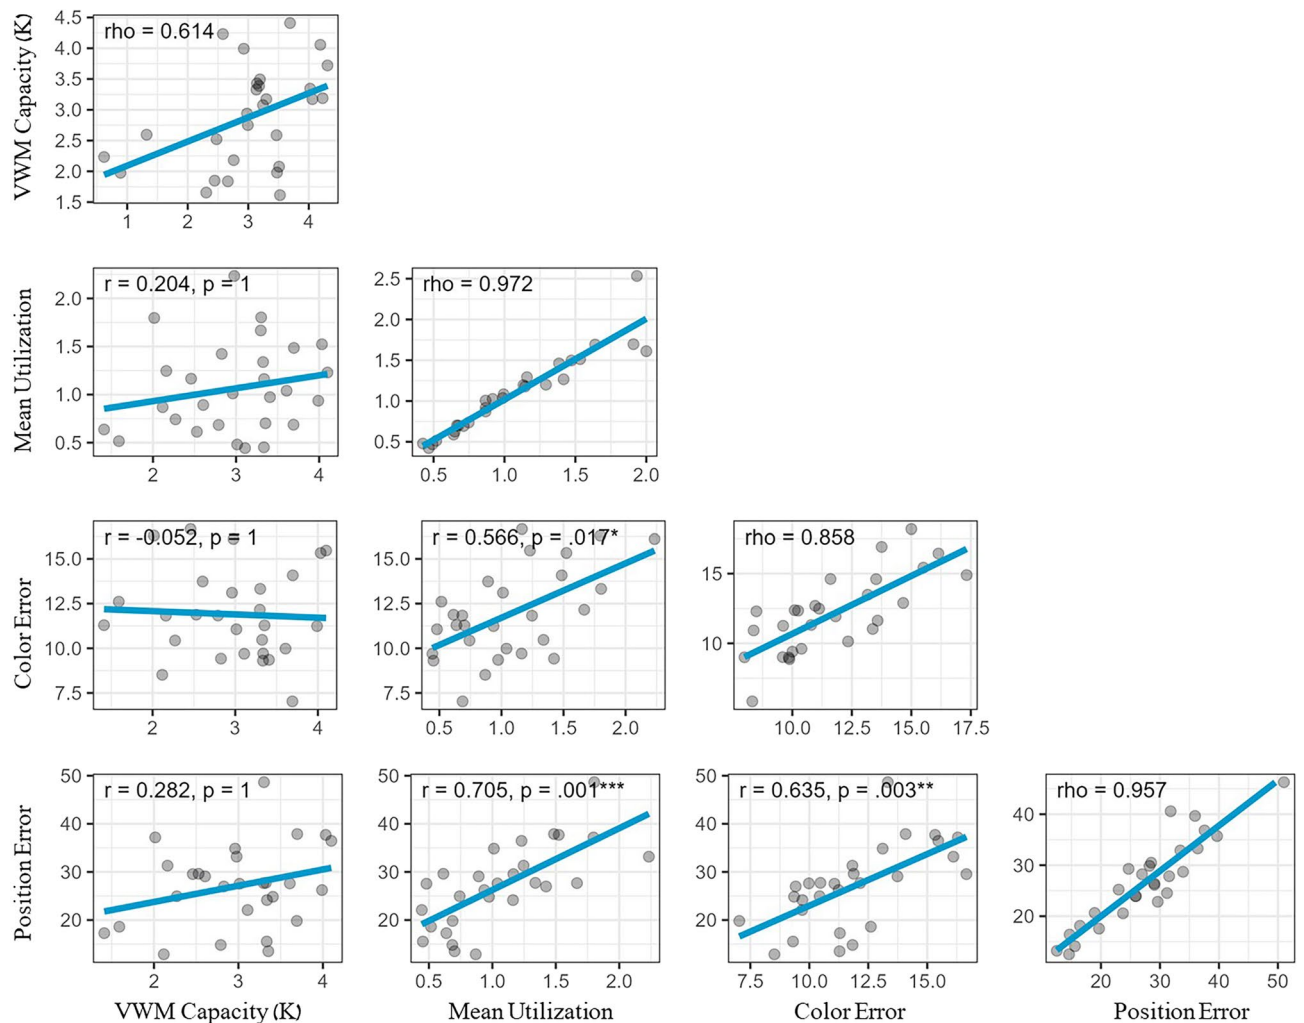 VWM Capacity (K)
rho = 0.614
4.5
4.0
3.5
3.0
2.5
2.0
1.5
1 2 3 4
Mean Utilization
r = 0.204, p = 1
2.0
1.5
1.0
0.5
2 3 4
rho = 0.972
2.5
2.0
1.5
1.0
0.5
0.5 1.0 1.5 2.0
Color Error
r = -0.052, p = 1
15.0
12.5
10.0
7.5
2 3 4
r = 0.566, p = .017*
15.0
12.5
10.0
7.5
0.5 1.0 1.5 2.0
rho = 0.858
15
10
10.0 12.5 15.0 17.5
Position Error
r = 0.282, p = 1
50
40
30
20
2 3 4
VWM Capacity (K)
r = 0.705, p = .001***
50
40
30
20
0.5 1.0 1.5 2.0
Mean Utilization
r = 0.635, p = .003**
50
40
30
20
7.5 10.0 12.5 15.0
Color Error
rho = 0.957
40
30
20
20 30 40 50
Position Error